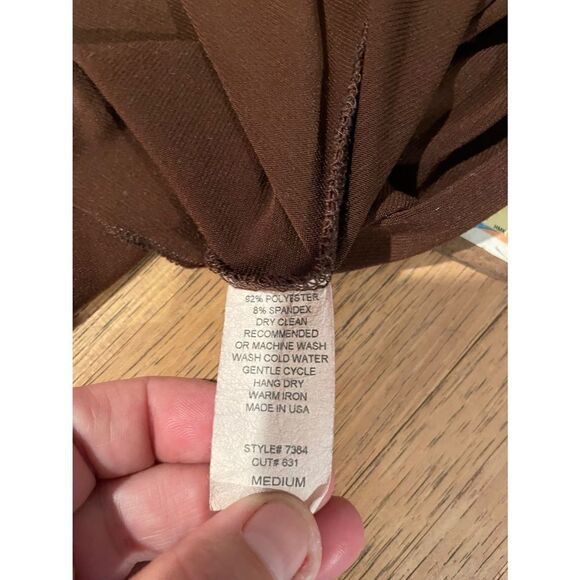 92% POLYESTER
8% SPANDEX
DRY CLEAN
RECOMMENDED
OR MACHINE WASH
WASH COLD WATER
GENTLE CYCLE
HANG DRY
WARM IRON
MADE IN USA
STYLE# 7384
CUT# 631
MEDIUM
HMK